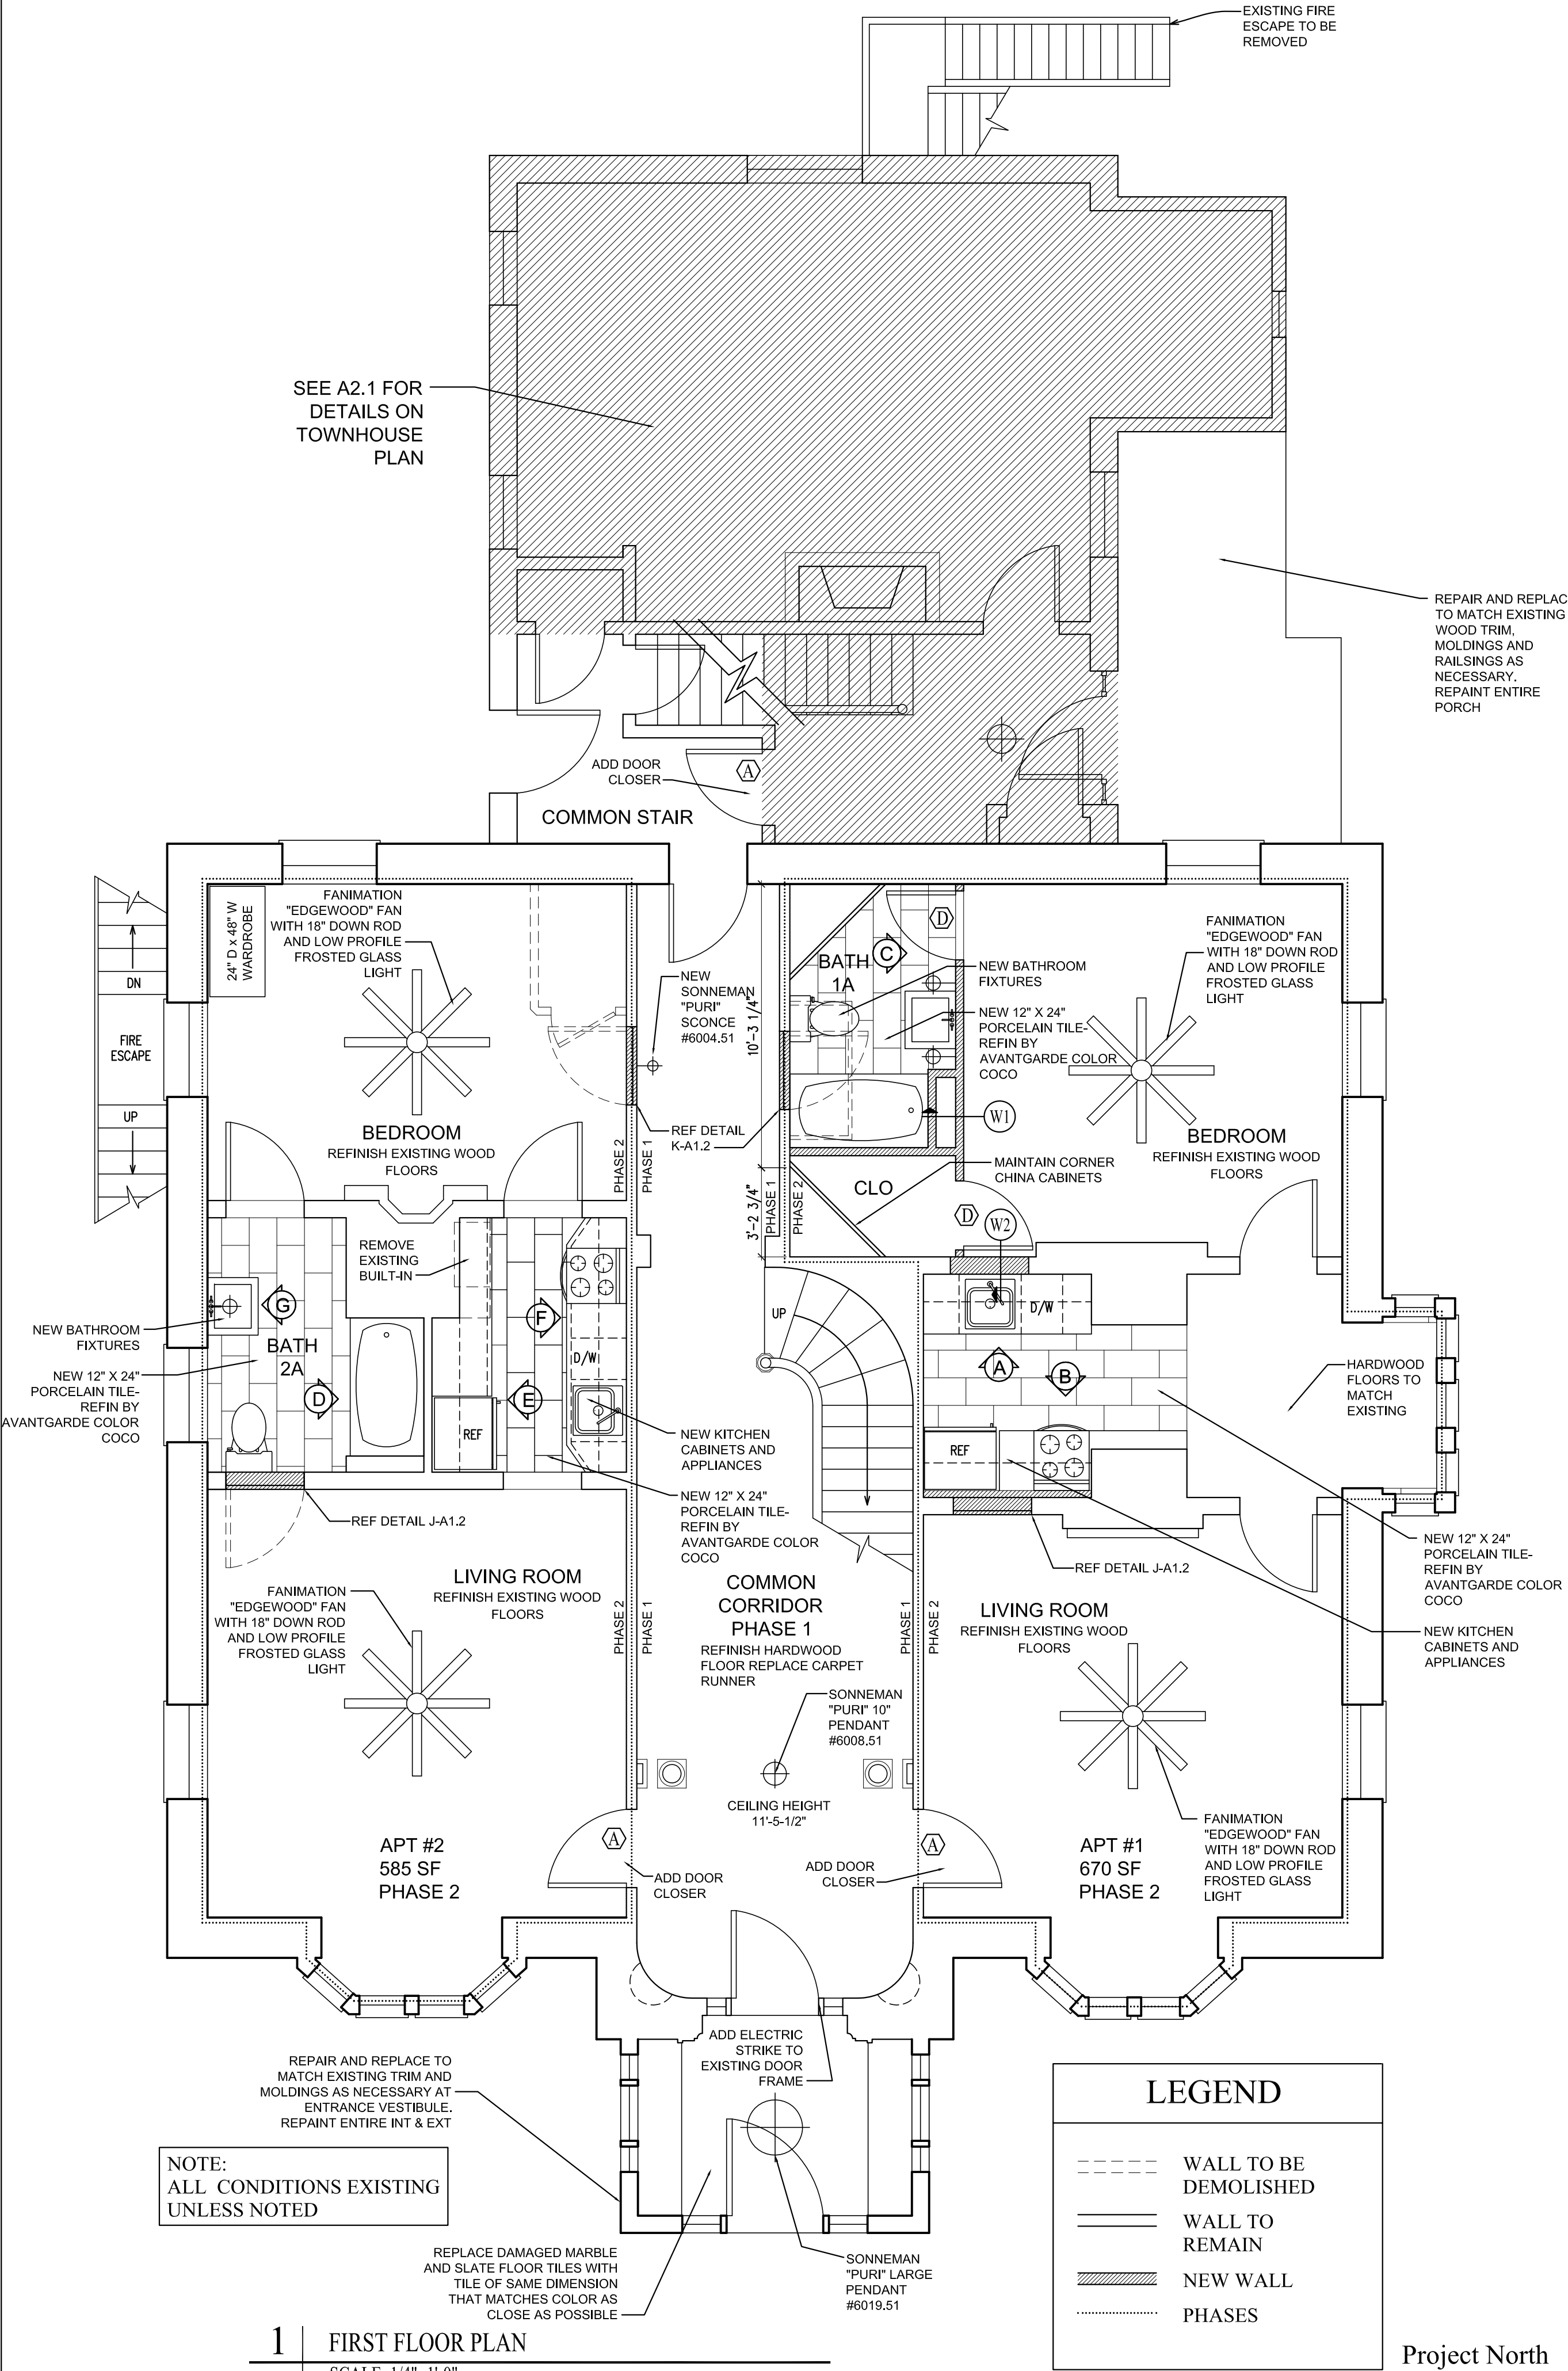 EXISTING FIRE
ESCAPE TO BE
REMOVED
SEE A2.1 FOR
DETAILS ON
TOWNHOUSE
PLAN
REPAIR AND REPLAC
TO MATCH EXISTING
WOOD TRIM,
MOLDINGS AND
RAILSINGS AS
NECESSARY.
REPAINT ENTIRE
PORCH
ADD DOOR
CLOSER
A
COMMON STAIR
24" D x 48" W
WARDROBE
FANIMATION
"EDGEWOOD" FAN
WITH 18" DOWN ROD
AND LOW PROFILE
FROSTED GLASS
LIGHT
DN
FIRE
ESCAPE
UP
BEDROOM
REFINISH EXISTING WOOD
FLOORS
PHASE 2
PHASE 1
NEW
SONNEMAN
"PURI"
SCONCE
#6004.51
10'-3 1/4"
REF DETAIL
K-A1.2
3'-2 3/4"
PHASE 1
PHASE 2
BATH
1A
C
D
NEW BATHROOM
FIXTURES
NEW 12" X 24"
PORCELAIN TILE-
REFIN BY
AVANTGARDE COLOR
COCO
W1
MAINTAIN CORNER
CHINA CABINETS
CLO
D
W2
FANIMATION
"EDGEWOOD" FAN
WITH 18" DOWN ROD
AND LOW PROFILE
FROSTED GLASS
LIGHT
BEDROOM
REFINISH EXISTING WOOD
FLOORS
REMOVE
EXISTING
BUILT-IN
G
F
BATH
2A
D
E
D/W
REF
NEW BATHROOM
FIXTURES
NEW 12" X 24"
PORCELAIN TILE-
REFIN BY
AVANTGARDE COLOR
COCO
UP
D/W
A
B
REF
HARDWOOD
FLOORS TO
MATCH
EXISTING
NEW KITCHEN
CABINETS AND
APPLIANCES
NEW 12" X 24"
PORCELAIN TILE-
REFIN BY
AVANTGARDE COLOR
COCO
REF DETAIL J-A1.2
REF DETAIL J-A1.2
NEW 12" X 24"
PORCELAIN TILE-
REFIN BY
AVANTGARDE COLOR
COCO
NEW KITCHEN
CABINETS AND
APPLIANCES
LIVING ROOM
REFINISH EXISTING WOOD
FLOORS
FANIMATION
"EDGEWOOD" FAN
WITH 18" DOWN ROD
AND LOW PROFILE
FROSTED GLASS
LIGHT
PHASE 2
PHASE 1
COMMON
CORRIDOR
PHASE 1
REFINISH HARDWOOD
FLOOR REPLACE CARPET
RUNNER
PHASE 1
PHASE 2
LIVING ROOM
REFINISH EXISTING WOOD
FLOORS
SONNEMAN
"PURI" 10"
PENDANT
#6008.51
CEILING HEIGHT
11'-5-1/2"
APT #2
585 SF
PHASE 2
A
ADD DOOR
CLOSER
ADD DOOR
CLOSER
A
APT #1
670 SF
PHASE 2
FANIMATION
"EDGEWOOD" FAN
WITH 18" DOWN ROD
AND LOW PROFILE
FROSTED GLASS
LIGHT
ADD ELECTRIC
STRIKE TO
EXISTING DOOR
FRAME
REPAIR AND REPLACE TO
MATCH EXISTING TRIM AND
MOLDINGS AS NECESSARY AT
ENTRANCE VESTIBULE.
REPAINT ENTIRE INT & EXT
NOTE:
ALL CONDITIONS EXISTING
UNLESS NOTED
REPLACE DAMAGED MARBLE
AND SLATE FLOOR TILES WITH
TILE OF SAME DIMENSION
THAT MATCHES COLOR AS
CLOSE AS POSSIBLE
SONNEMAN
"PURI" LARGE
PENDANT
#6019.51
LEGEND
WALL TO BE
DEMOLISHED
WALL TO
REMAIN
NEW WALL
PHASES
1 FIRST FLOOR PLAN
Project North